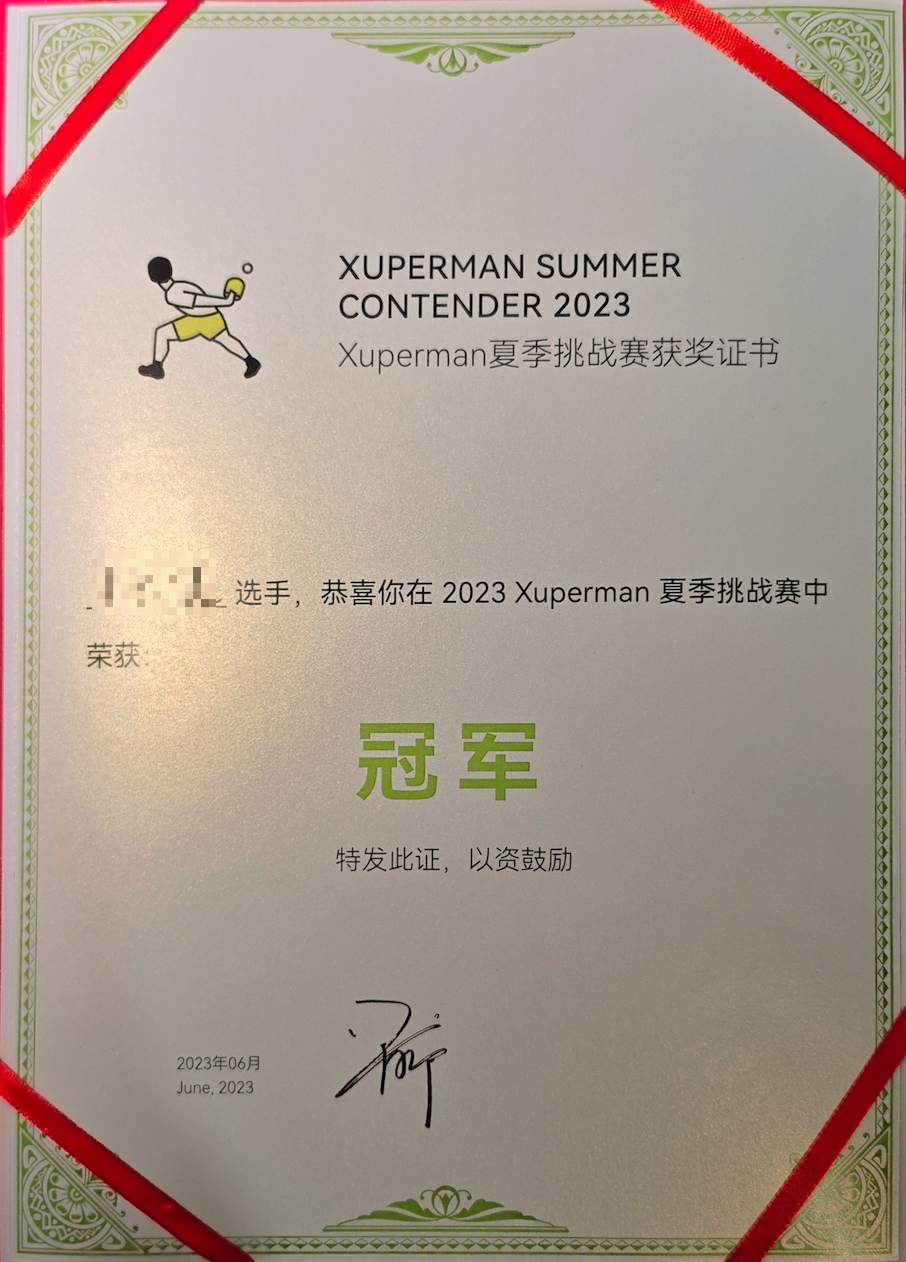 XUPERMAN SUMMER
CONTENDER 2023
Xuperman夏季挑战赛获奖证书
选手，恭喜你在 2023 Xuperman 夏季挑战赛中
荣获：
冠军
特发此证，以资鼓励
2023年06月
June, 2023